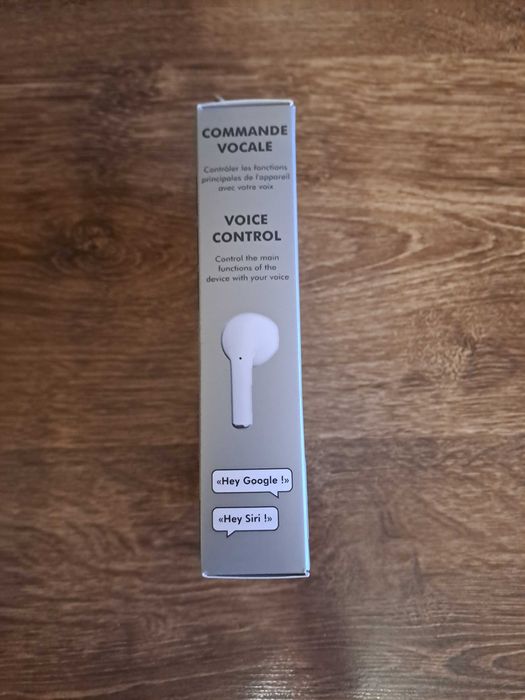 COMMANDE
VOCALE
Contrôler les fonctions
principales de l'appareil
avec votre voix
VOICE
CONTROL
Control the main
functions of the
device with your voice
«Hey Google !»
«Hey Siri !»